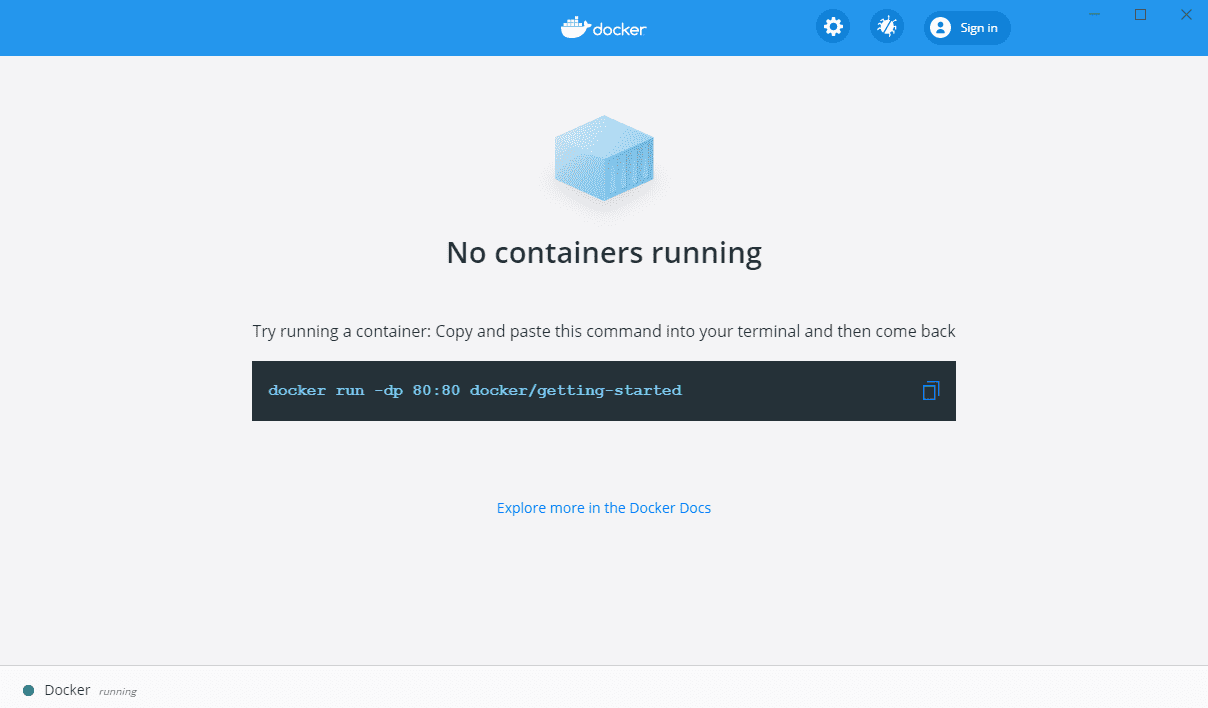 docker
Sign in
No containers running
Try running a container: Copy and paste this command into your terminal and then come back
docker run -dp 80:80 docker/getting-started
Explore more in the Docker Docs
Docker running